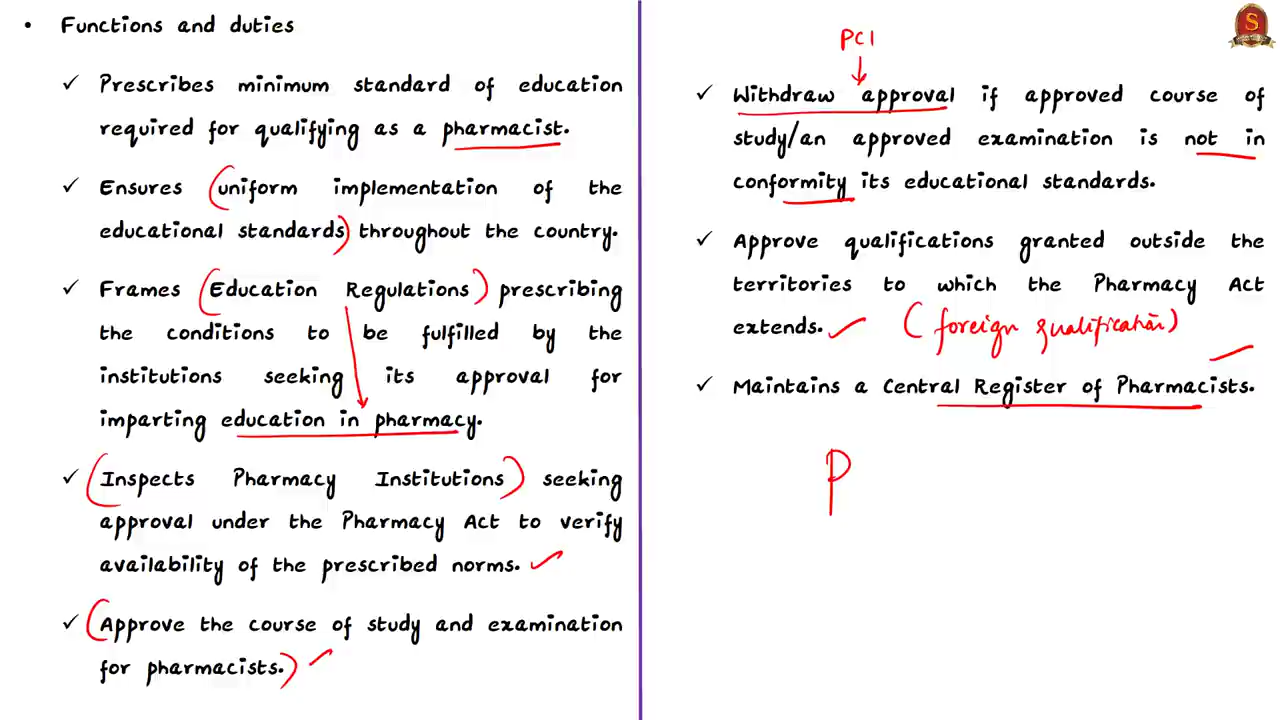 • Functions and duties
✓ Prescribes minimum standard of education
required for qualifying as a pharmacist.
✓ Ensures (uniform implementation of the
educational standards) throughout the country.
✓ Frames (Education Regulations) prescribing
the conditions to be fulfilled by the
institutions seeking its approval for
imparting education in pharmacy.
✓ (Inspects Pharmacy Institutions) seeking
approval under the Pharmacy Act to verify
availability of the prescribed norms.
✓ (Approve the course of study and examination
for pharmacists.)
S
PCI
✓ Withdraw approval if approved course of
study/an approved examination is not in
conformity its educational standards.
✓ Approve qualifications granted outside the
territories to which the Pharmacy Act
extends. (foreign qualification)
✓ Maintains a Central Register of Pharmacists.
P